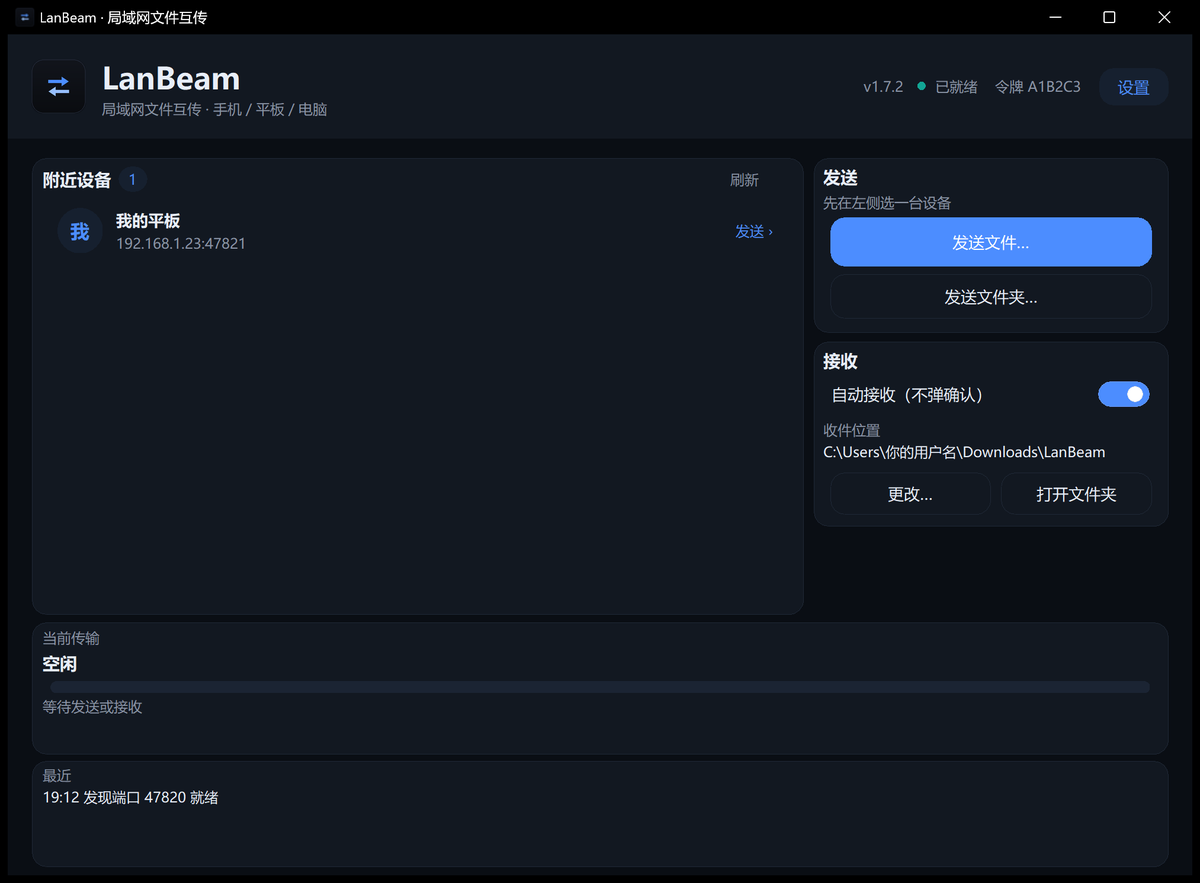 LanBeam · 局域网文件互传
LanBeam
局域网文件互传 · 手机 / 平板 / 电脑
v1.7.2 已就绪 令牌 A1B2C3 设置
附近设备 1 刷新
我
我的平板
192.168.1.23:47821
发送 ›
发送
先在左侧选一台设备
发送文件...
发送文件夹...
接收
自动接收（不弹确认）
收件位置
C:\Users\你的用户名\Downloads\LanBeam
更改... 打开文件夹
当前传输
空闲
等待发送或接收
最近
19:12 发现端口 47820 就绪